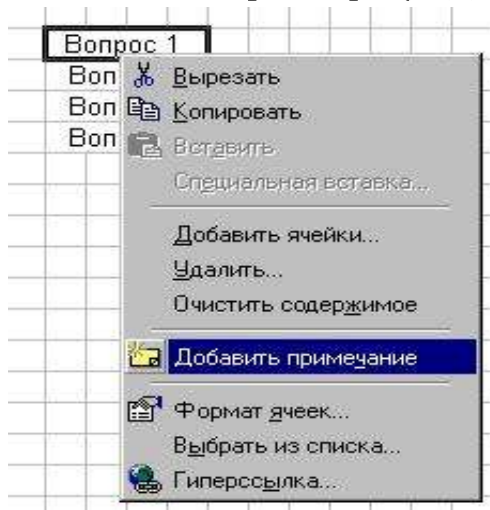 Вопрос 1
Воп
Вырезать
Воп
Копировать
Воп
Вставить
Специальная вставка...
Добавить ячейки...
Удалить...
Очистить содержимое
Добавить примечание
Формат ячеек...
Выбрать из списка...
Гиперссылка...